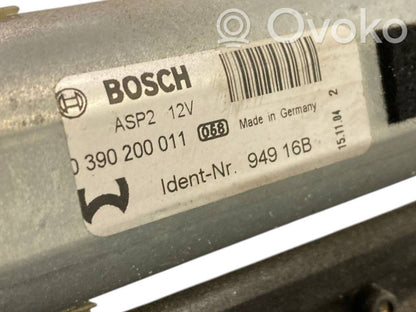 Ovoko
BOSCH
ASP2 12V
0 390 200 011 068 Made in Germany
Ident-Nr. 949 16B
15.11.04 2